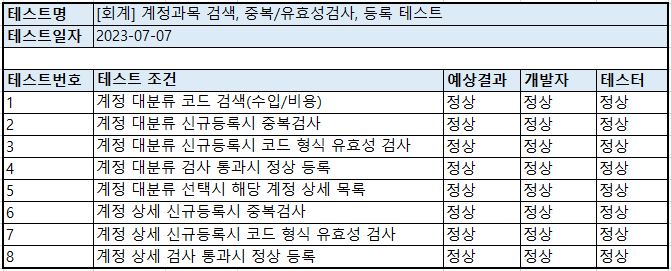 테스트명 [회계] 계정과목 검색, 중복/유효성검사, 등록 테스트
테스트일자 2023-07-07
테스트번호 테스트 조건 예상결과 개발자 테스터
1 계정 대분류 코드 검색(수입/비용) 정상 정상 정상
2 계정 대분류 신규등록시 중복검사 정상 정상 정상
3 계정 대분류 신규등록시 코드 형식 유효성 검사 정상 정상 정상
4 계정 대분류 검사 통과시 정상 등록 정상 정상 정상
5 계정 대분류 선택시 해당 계정 상세 목록 정상 정상 정상
6 계정 상세 신규등록시 중복검사 정상 정상 정상
7 계정 상세 신규등록시 코드 형식 유효성 검사 정상 정상 정상
8 계정 상세 검사 통과시 정상 등록 정상 정상 정상